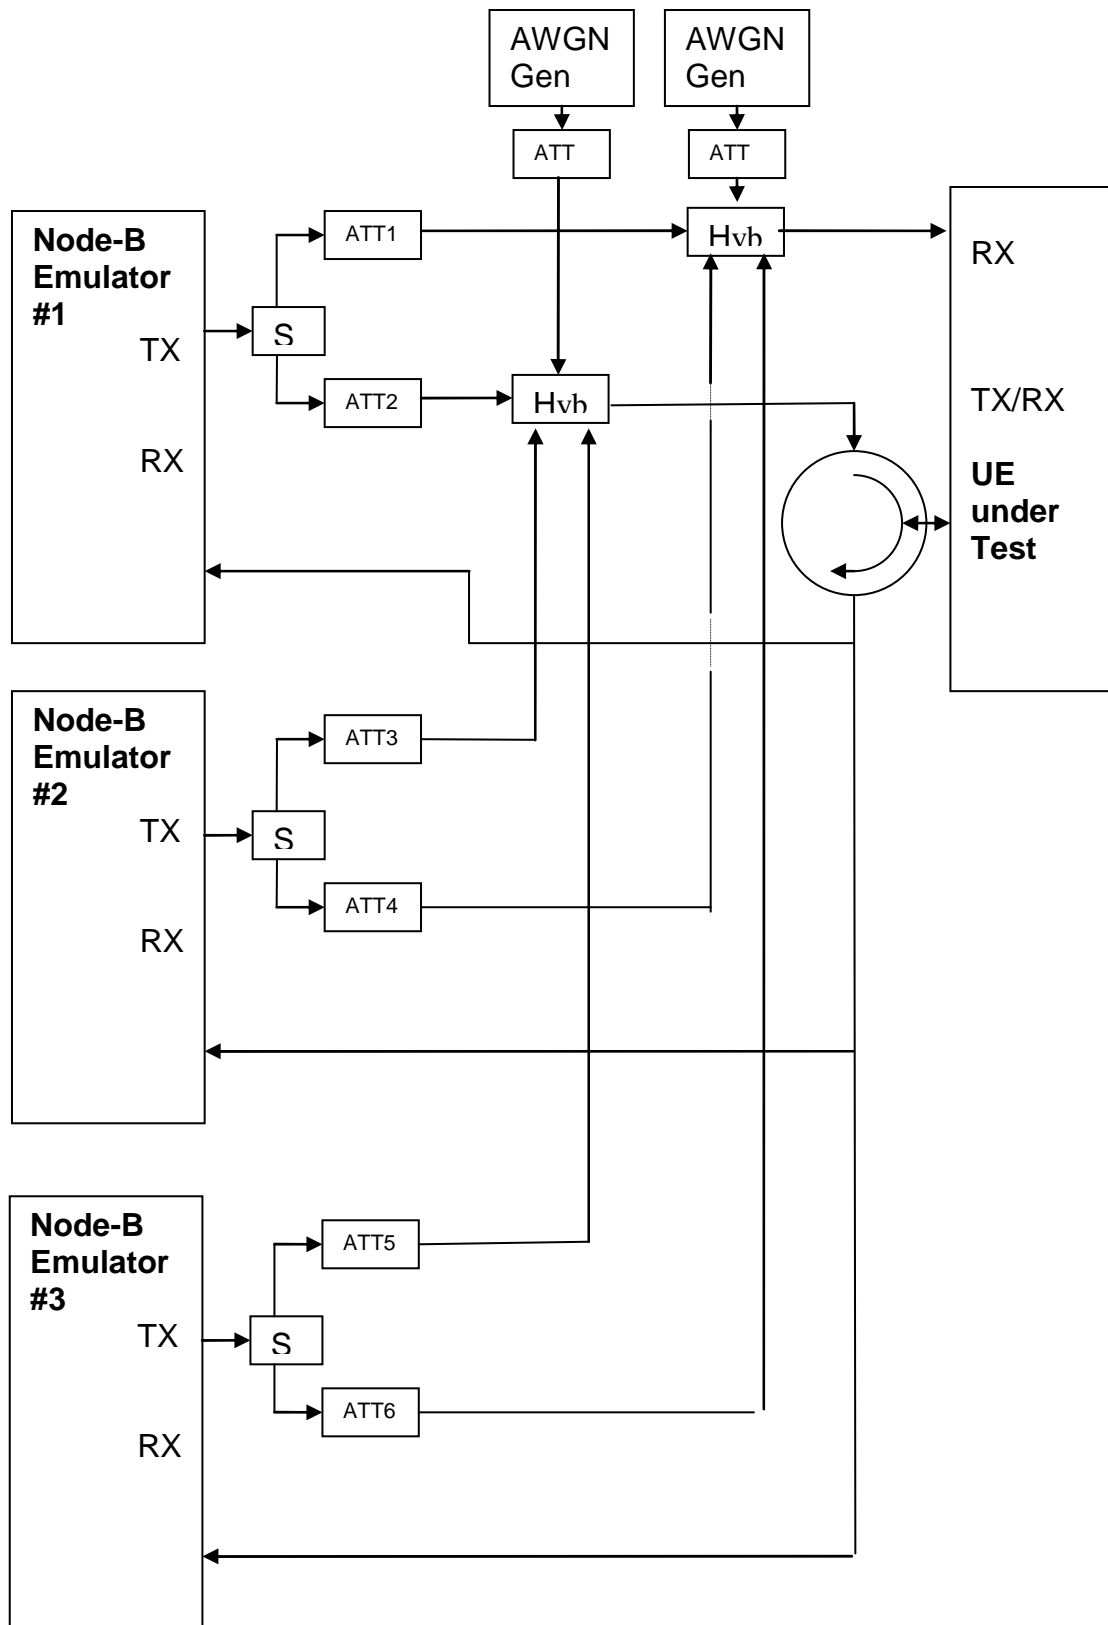 AWGN
Gen
AWGN
Gen
ATT
ATT
Node-B
Emulator
#1
TX
RX
S
ATT1
ATT2
Hyb
Hyb
RX
TX/RX
UE
under
Test
Node-B
Emulator
#2
TX
RX
S
ATT3
ATT4
Node-B
Emulator
#3
TX
RX
S
ATT5
ATT6